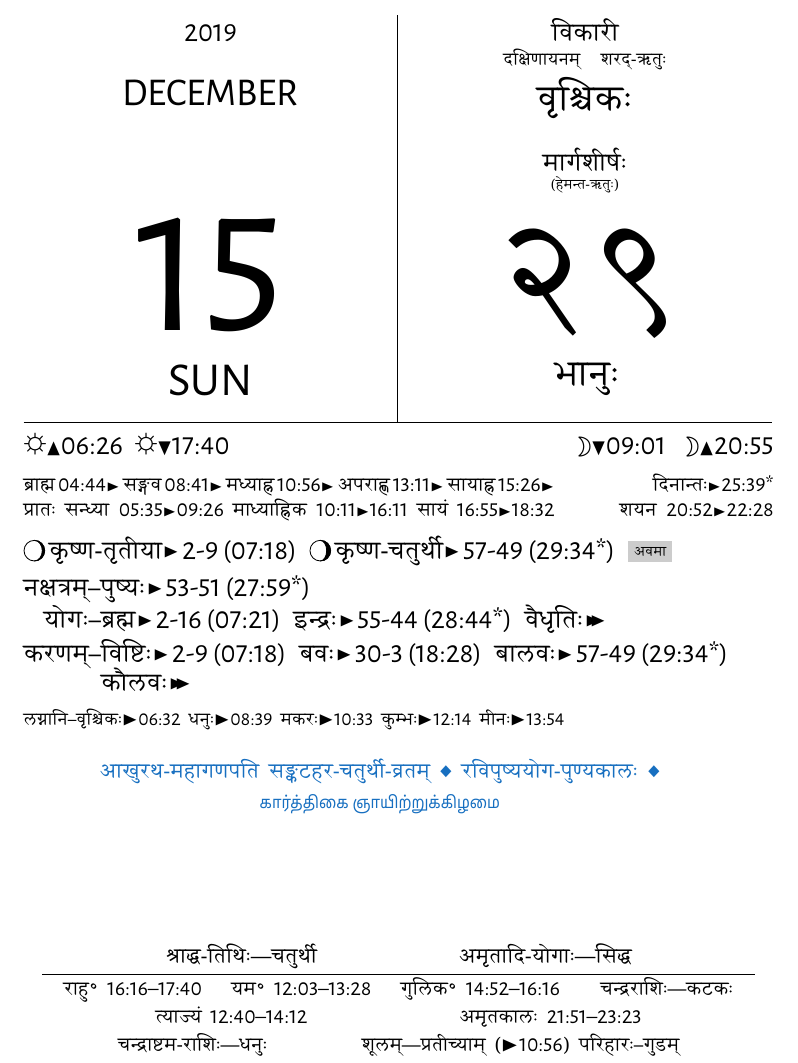 2019
DECEMBER
15
SUN
विकारी
दक्षिणायनम् शरद्-ऋतुः
वृश्चिकः
मार्गशीर्षः
(हेमन्त-ऋतुः)
२९
भानुः
☼▲06:26 ☼▼17:40 ☽▼09:01 ☽▲20:55
ब्राह्म 04:44► सङ्गव 08:41► मध्याह्न 10:56► अपराह्ण 13:11► सायाह्न 15:26► दिनान्तः►25:39*
प्रातः सन्ध्या 05:35►09:26 माध्याह्निक 10:11►16:11 सायं 16:55►18:32 शयन 20:52►22:28
❍कृष्ण-तृतीया► 2-9 (07:18) ❍कृष्ण-चतुर्थी► 57-49 (29:34*) अवमा
नक्षत्रम्–पुष्यः► 53-51 (27:59*)
योगः–ब्रह्म► 2-16 (07:21) इन्द्रः► 55-44 (28:44*) वैधृतिः►►
करणम्–विष्टिः► 2-9 (07:18) बवः► 30-3 (18:28) बालवः► 57-49 (29:34*)
कौलवः►►
लग्नानि–वृश्चिकः►06:32 धनुः►08:39 मकरः►10:33 कुम्भः►12:14 मीनः►13:54
आखुरथ-महागणपति सङ्कटहर-चतुर्थी-व्रतम् ♦ रविपुष्ययोग-पुण्यकालः ♦
கார்த்திகை ஞாயிற்றுக்கிழமை
श्राद्ध-तिथिः—चतुर्थी अमृतादि-योगाः—सिद्ध
राहु॰ 16:16–17:40 यम॰ 12:03–13:28 गुलिक॰ 14:52–16:16 चन्द्रराशिः—कटकः
त्याज्यं 12:40–14:12 अमृतकालः 21:51–23:23
चन्द्राष्टम-राशिः—धनुः शूलम्—प्रतीच्याम् (►10:56) परिहारः–गुडम्